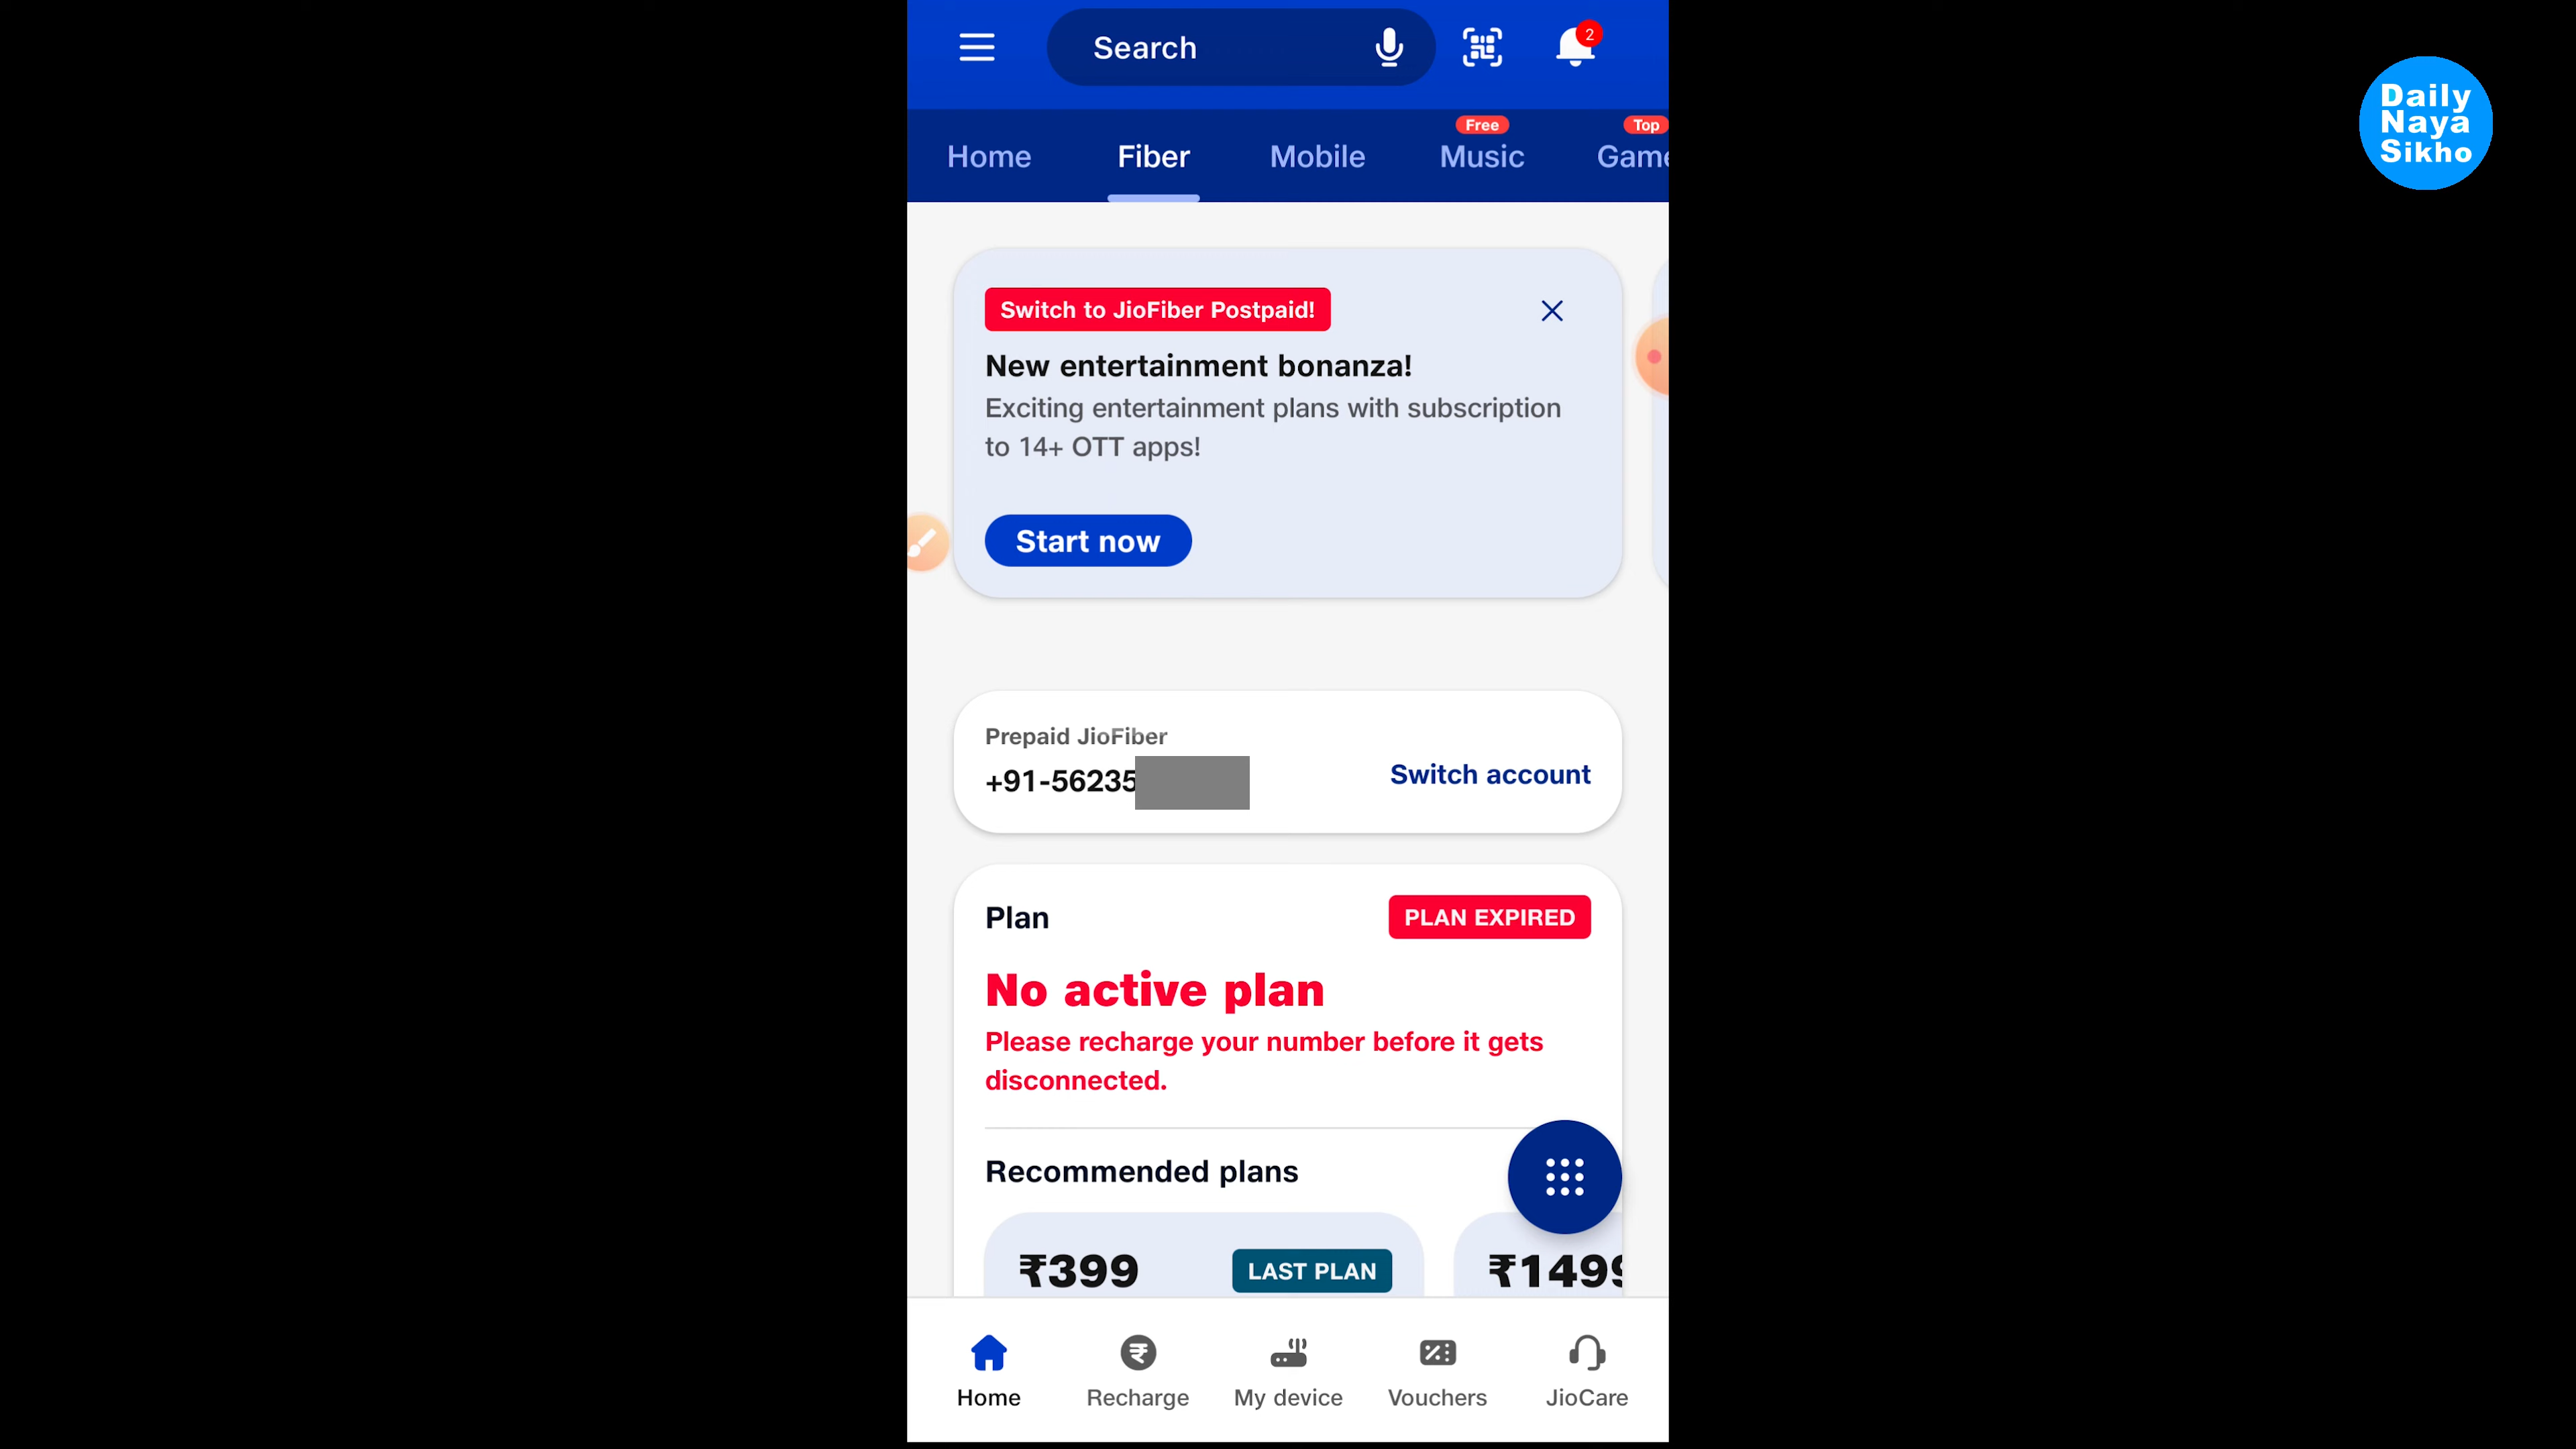 Search
2
Daily
Naya
Sikho
Free
Top
Home
Fiber
Mobile
Music
Game
Switch to JioFiber Postpaid!
New entertainment bonanza!
Exciting entertainment plans with subscription
to 14+ OTT apps!
Start now
Prepaid JioFiber
+91-56235
Switch account
Plan
PLAN EXPIRED
No active plan
Please recharge your number before it gets
disconnected.
Recommended plans
₹399
LAST PLAN
₹1499
Home
Recharge
My device
Vouchers
JioCare